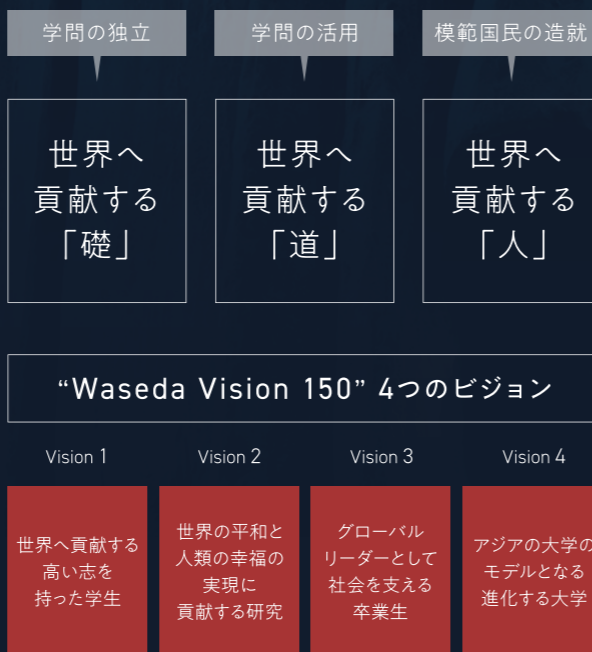 学問の独立
学問の活用
模範国民の造就
世界へ
貢献する
「礎」
世界へ
貢献する
「道」
世界へ
貢献する
「人」
“Waseda Vision 150” 4つのビジョン
Vision 1
Vision 2
Vision 3
Vision 4
世界へ貢献する
高い志を
持った学生
世界の平和と
人類の幸福の
実現に
貢献する研究
グローバル
リーダーとして
社会を支える
卒業生
アジアの大学の
モデルとなる
進化する大学